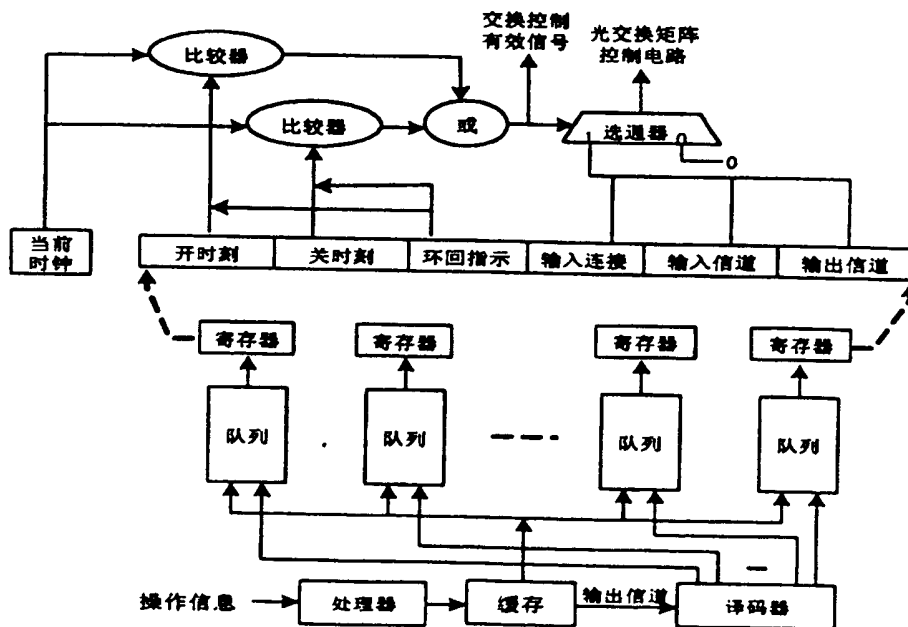 交换控制
有效信号
光交换矩阵
控制电路
比较器
比较器
或
选通器
1
0
0
当前
时钟
开时刻
关时刻
环回指示
输入连接
输入信道
输出信道
寄存器
寄存器
寄存器
寄存器
队列
队列
队列
队列
操作信息
处理器
缓存
输出信道
译码器